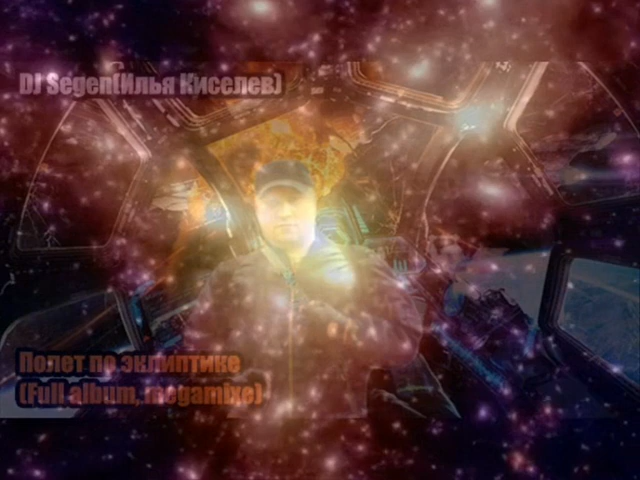 DJ Segen(Илья Киселев)
Полет по эклиптике
(Full album, megamixe)